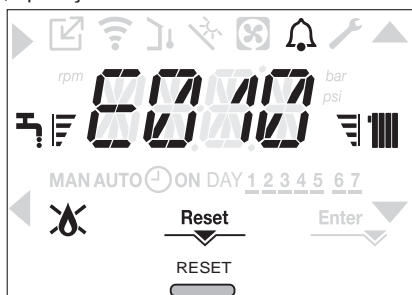 rpm E010 bar
psi
MAN AUTO ON DAY 1 2 3 4 5 6 7
Reset Enter
RESET